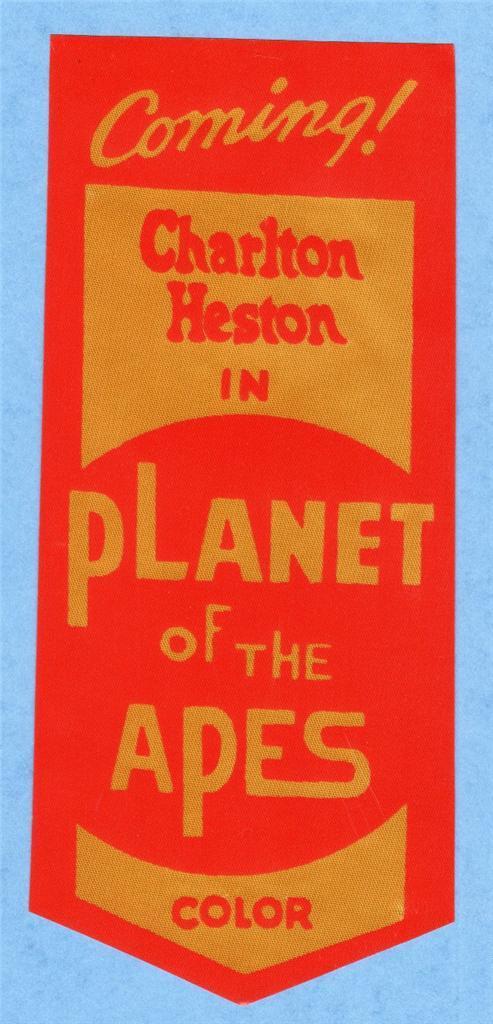 Coming!
Charlton
Heston
IN
PLANET
OF THE
APES
COLOR